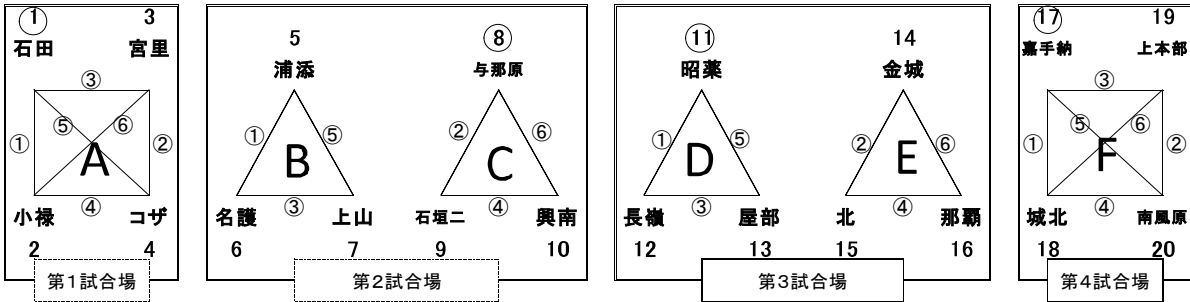 ① 3
石田 宮里
③
⑤ ⑥
① ②
A
小禄 ④ コザ
2 4
第1試合場
5 ⑧
浦添 与那原
① ⑤ ② ⑥
B C
名護 ③ 上山 石垣二 ④ 興南
6 7 9 10
第2試合場
⑪ 14
昭薬 金城
① ⑤ ② ⑥
D E
長嶺 ③ 屋部 北 ④ 那覇
12 13 15 16
第3試合場
⑰ 19
嘉手納 上本部
③
⑤ ⑥
① ②
F
城北 ④ 南風原
18 20
第4試合場